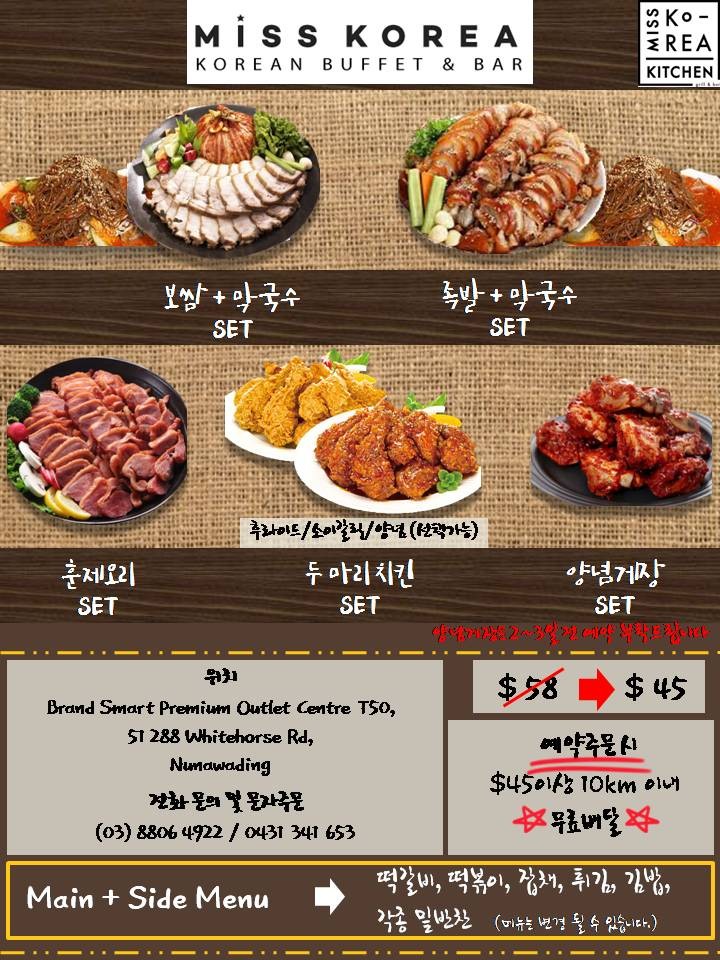 MISS KOREA
KOREAN BUFFET & BAR
MISS
KO-
REA
KITCHEN
grill & bar
보쌈 + 막국수
SET
족발 + 막국수
SET
후라이드/소이갈릭/양념 (선택가능)
훈제오리
SET
두 마리 치킨
SET
양념게장
SET
양념게장은 2~3일 전 예약 부탁드립니다
위치
Brand Smart Premium Outlet Centre T50,
51 288 Whitehorse Rd,
Nunawading
전화 문의 및 문자주문
(03) 8806 4922 / 0431 341 653
$ 58 $ 45
예약주문 시
$45이상 10km 이내
무료배달
Main + Side Menu
떡갈비, 떡볶이, 잡채, 튀김, 김밥,
각종 밑반찬 (메뉴는 변경 될 수 있습니다.)